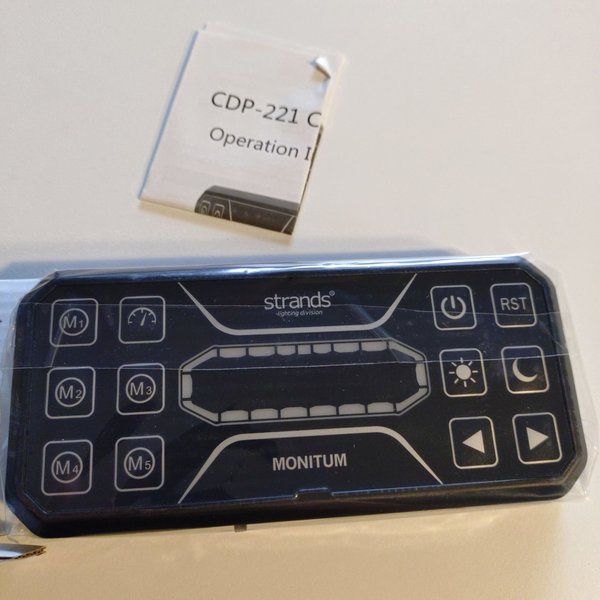 CDP-221 C
Operation I
strands®
-lighting division
M1
M2
M3
M4
M5
RST
MONITUM